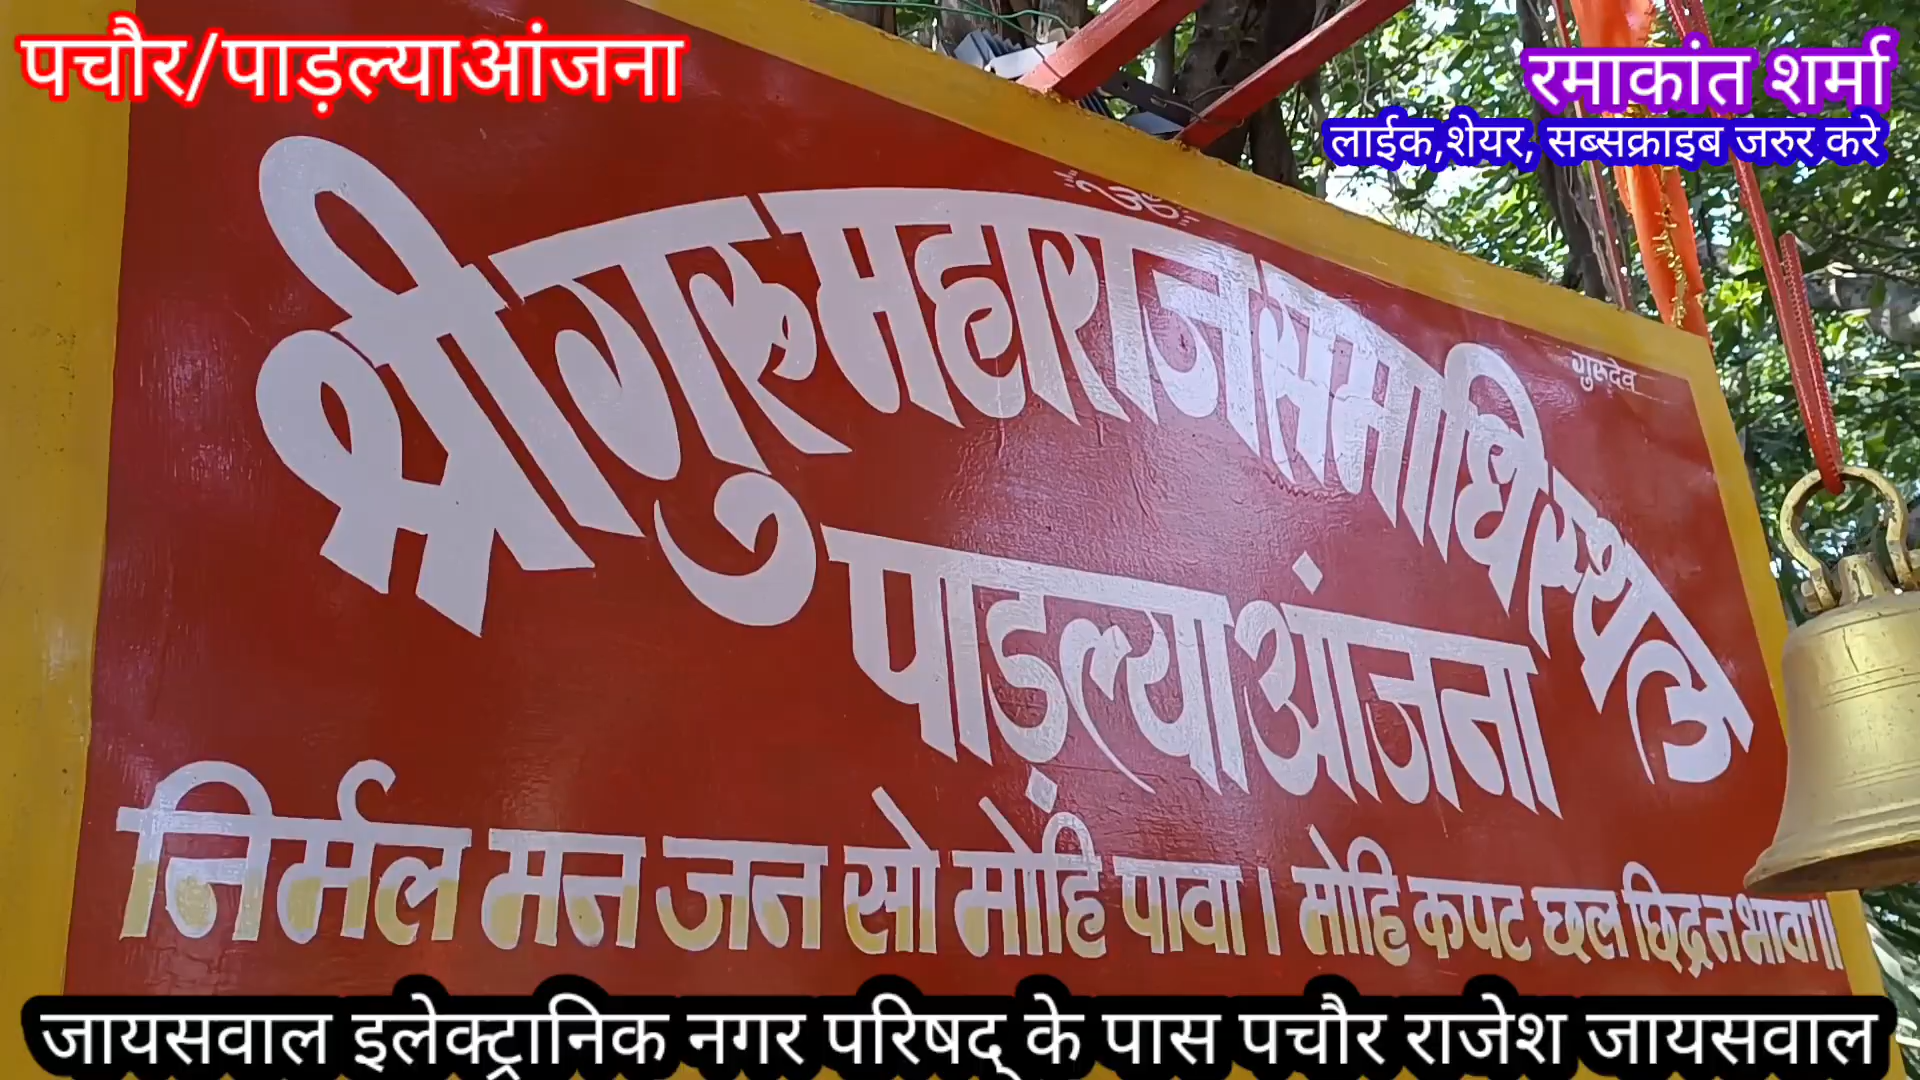 पचौर/पाड़ल्याआंजना
रमाकांत शर्मा
लाईक,शेयर, सब्सक्राइब जरुर करे
ॐ
गुरुदेव
श्री गुरु महाराज समाधि स्थल
पाड़ल्या आंजना
निर्मल मन जन सो मोहि पावा। मोहि कपट छल छिद्र न भावा॥
जायसवाल इलेक्ट्रानिक नगर परिषद् के पास पचौर राजेश जायसवाल